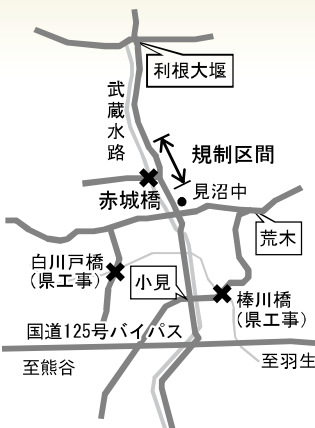 利根大堰
武蔵水路
規制区間
赤城橋
見沼中
荒木
白川戸橋
（県工事）
小見
棒川橋
（県工事）
国道125号バイパス
至羽生
至熊谷